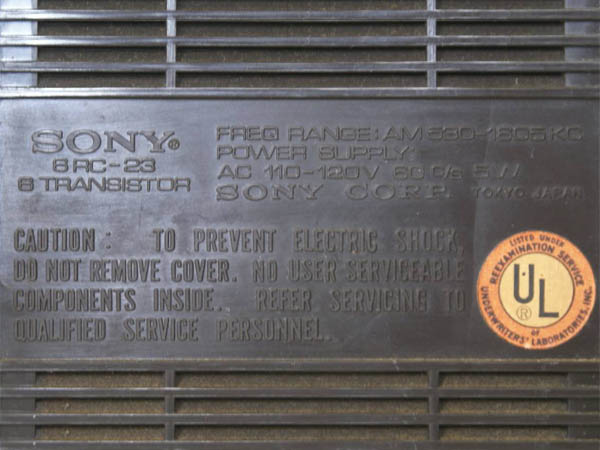 SONY®
6RC-23
6 TRANSISTOR
FREQ RANGE: AM 530-1605 KC
POWER SUPPLY:
AC 110-120V 60 c/s 5W
SONY CORP. TOKYO JAPAN
CAUTION: TO PREVENT ELECTRIC SHOCK,
DO NOT REMOVE COVER. NO USER SERVICEABLE
COMPONENTS INSIDE. REFER SERVICING TO
QUALIFIED SERVICE PERSONNEL.
LISTED UNDER
REEXAMINATION SERVICE
UL
®
of
UNDERWRITERS' LABORATORIES, INC.